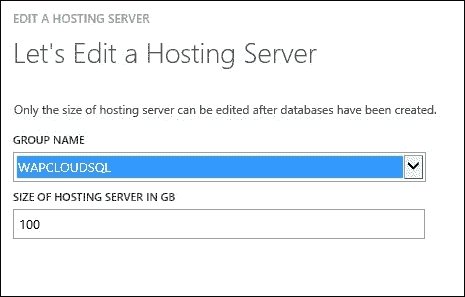 EDIT A HOSTING SERVER
Let's Edit a Hosting Server
Only the size of hosting server can be edited after databases have been created.
GROUP NAME
WAPCLOUDSQL
SIZE OF HOSTING SERVER IN GB
100